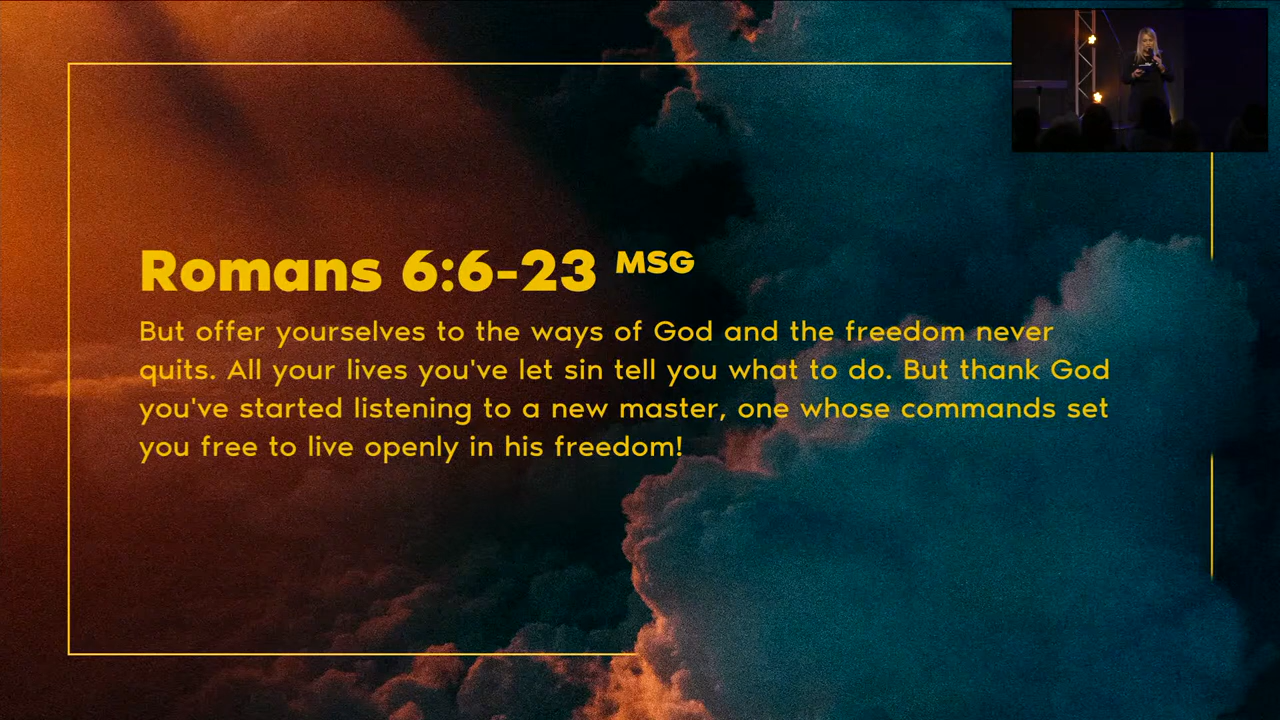 Romans 6:6-23 MSG
But offer yourselves to the ways of God and the freedom never
quits. All your lives you've let sin tell you what to do. But thank God
you've started listening to a new master, one whose commands set
you free to live openly in his freedom!